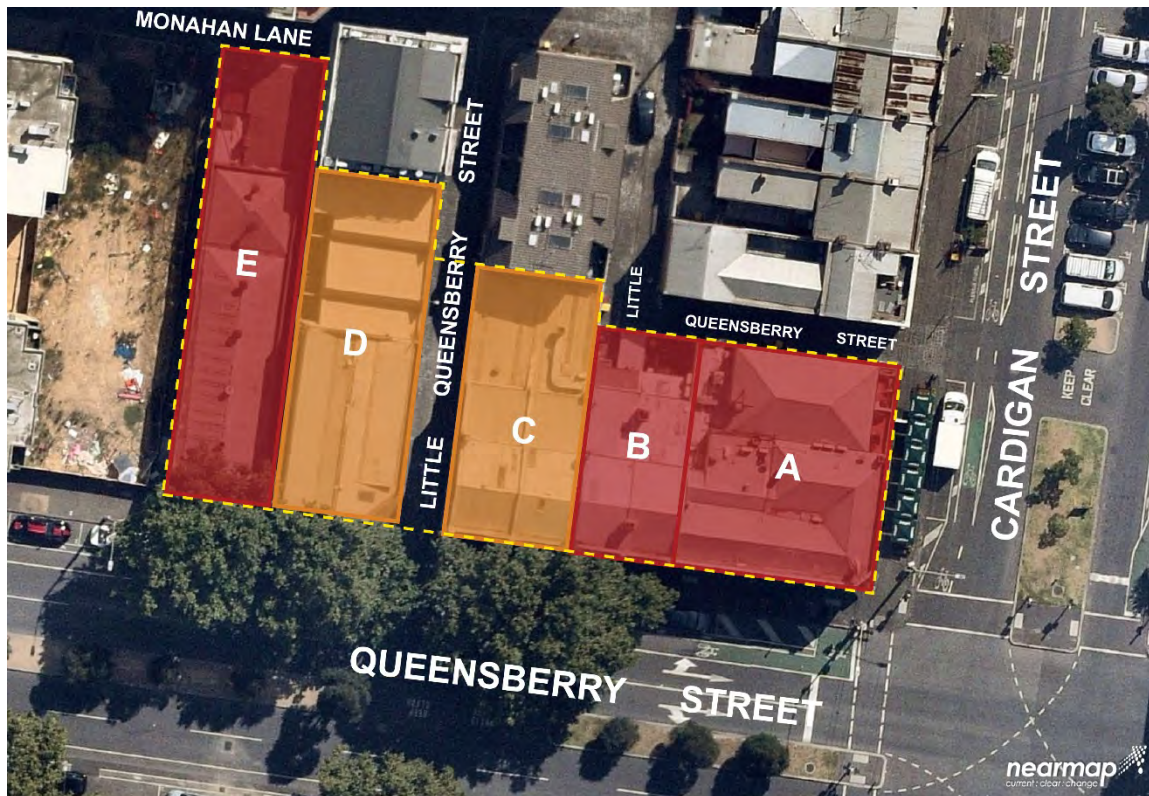 MONAHAN LANE
STREET
QUEENSBERRY
LITTLE
LITTLE
QUEENSBERRY STREET
E
D
C
B
A
CARDIGAN STREET
KEEP
CLEAR
QUEENSBERRY STREET
nearmap
current:clear:change